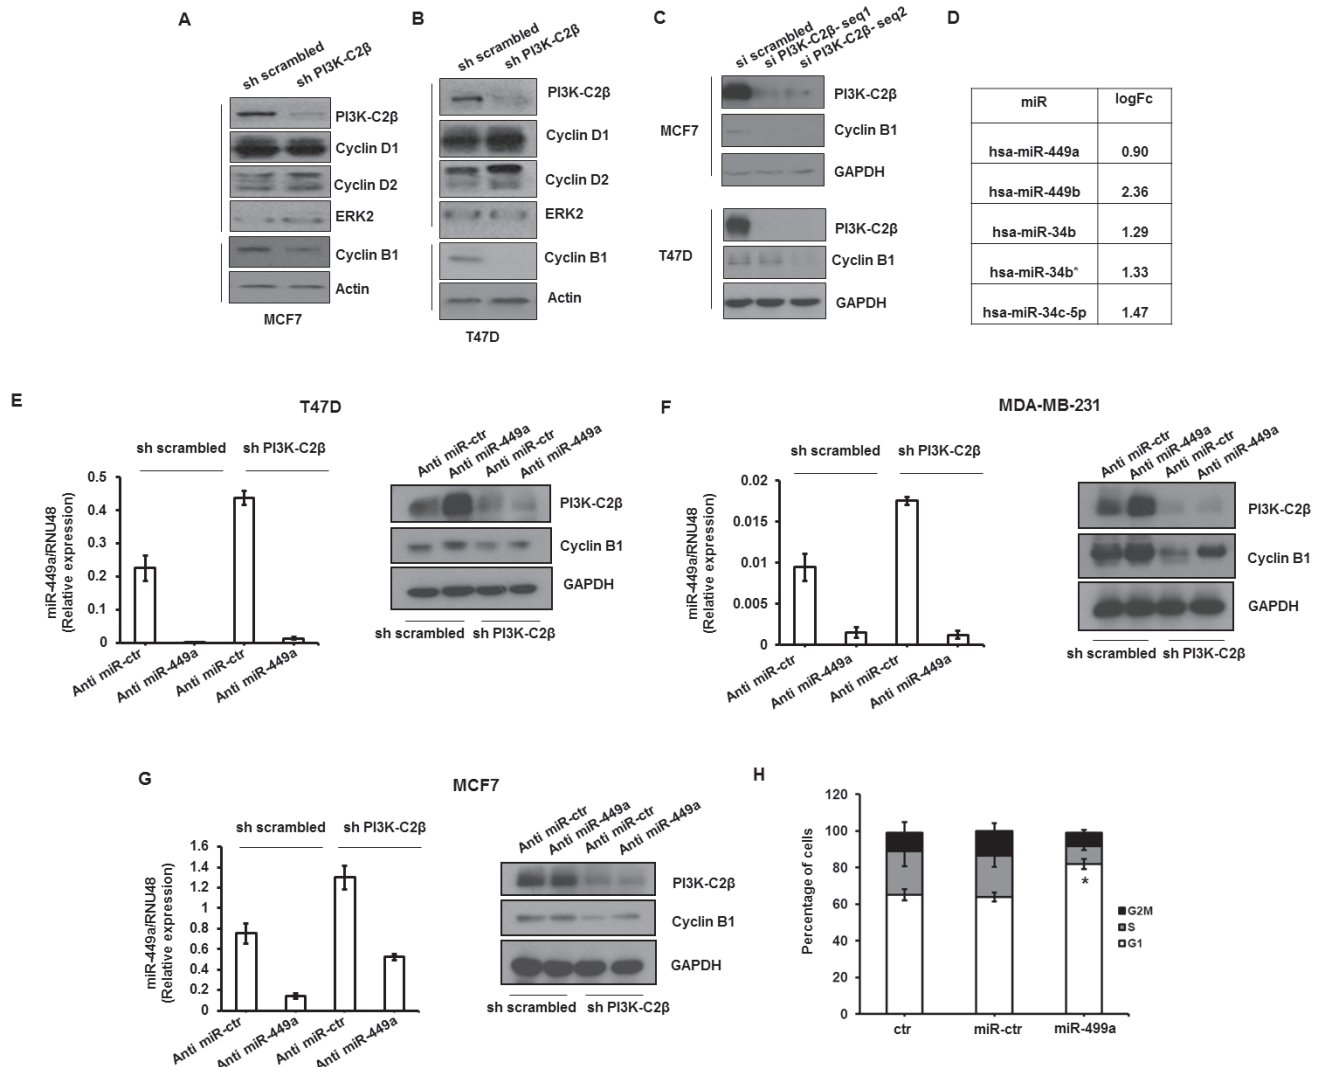 A
sh scrambled
sh PI3K-C2β
PI3K-C2β
Cyclin D1
Cyclin D2
ERK2
Cyclin B1
Actin
MCF7
B
sh scrambled
sh PI3K-C2β
PI3K-C2β
Cyclin D1
Cyclin D2
ERK2
Cyclin B1
Actin
T47D
C
si scrambled
si PI3K-C2β- seq1
si PI3K-C2β- seq2
MCF7
PI3K-C2β
Cyclin B1
GAPDH
T47D
PI3K-C2β
Cyclin B1
GAPDH
D
miR logFc
hsa-miR-449a 0.90
hsa-miR-449b 2.36
hsa-miR-34b 1.29
hsa-miR-34b* 1.33
hsa-miR-34c-5p 1.47
E
T47D
sh scrambled sh PI3K-C2β
miR-449a/RNU48
(Relative expression)
0.5
0.4
0.3
0.2
0.1
0
Anti miR-ctr
Anti miR-449a
Anti miR-ctr
Anti miR-449a
Anti miR-ctr
Anti miR-449a
Anti miR-ctr
Anti miR-449a
PI3K-C2β
Cyclin B1
GAPDH
sh scrambled sh PI3K-C2β
F
MDA-MB-231
sh scrambled sh PI3K-C2β
miR-449a/RNU48
(Relative expression)
0.02
0.015
0.01
0.005
0
Anti miR-ctr
Anti miR-449a
Anti miR-ctr
Anti miR-449a
Anti miR-ctr
Anti miR-449a
Anti miR-ctr
Anti miR-449a
PI3K-C2β
Cyclin B1
GAPDH
sh scrambled sh PI3K-C2β
G
MCF7
sh scrambled sh PI3K-C2β
miR-449a/RNU48
(Relative expression)
1.6
1.4
1.2
1
0.8
0.6
0.4
0.2
0
Anti miR-ctr
Anti miR-449a
Anti miR-ctr
Anti miR-449a
Anti miR-ctr
Anti miR-449a
Anti miR-ctr
Anti miR-449a
PI3K-C2β
Cyclin B1
GAPDH
sh scrambled sh PI3K-C2β
H
Percentage of cells
120
100
80
60
40
20
0
*
G2M
S
G1
ctr miR-ctr miR-499a